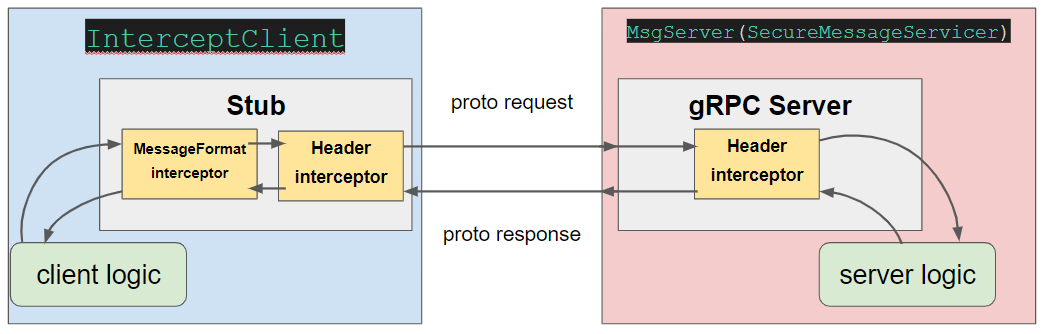 InterceptClient
MsgServer(SecureMessageServicer)
Stub
proto request
gRPC Server
MessageFormat
interceptor
Header
interceptor
Header
interceptor
proto response
client logic
server logic